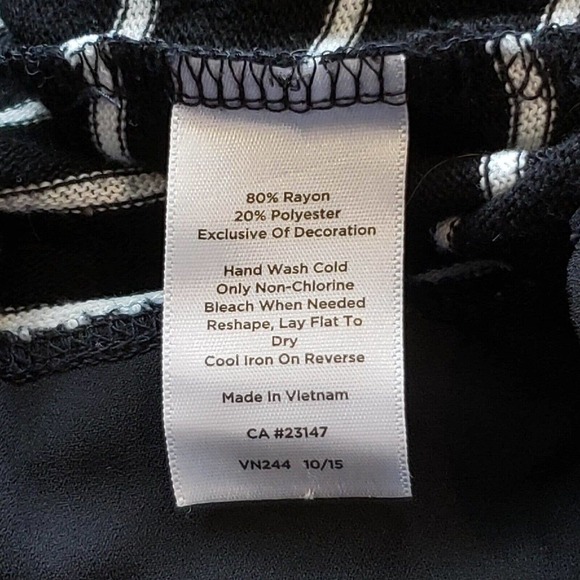 80% Rayon
20% Polyester
Exclusive Of Decoration
Hand Wash Cold
Only Non-Chlorine
Bleach When Needed
Reshape, Lay Flat To
Dry
Cool Iron On Reverse
Made In Vietnam
CA #23147
VN244 10/15